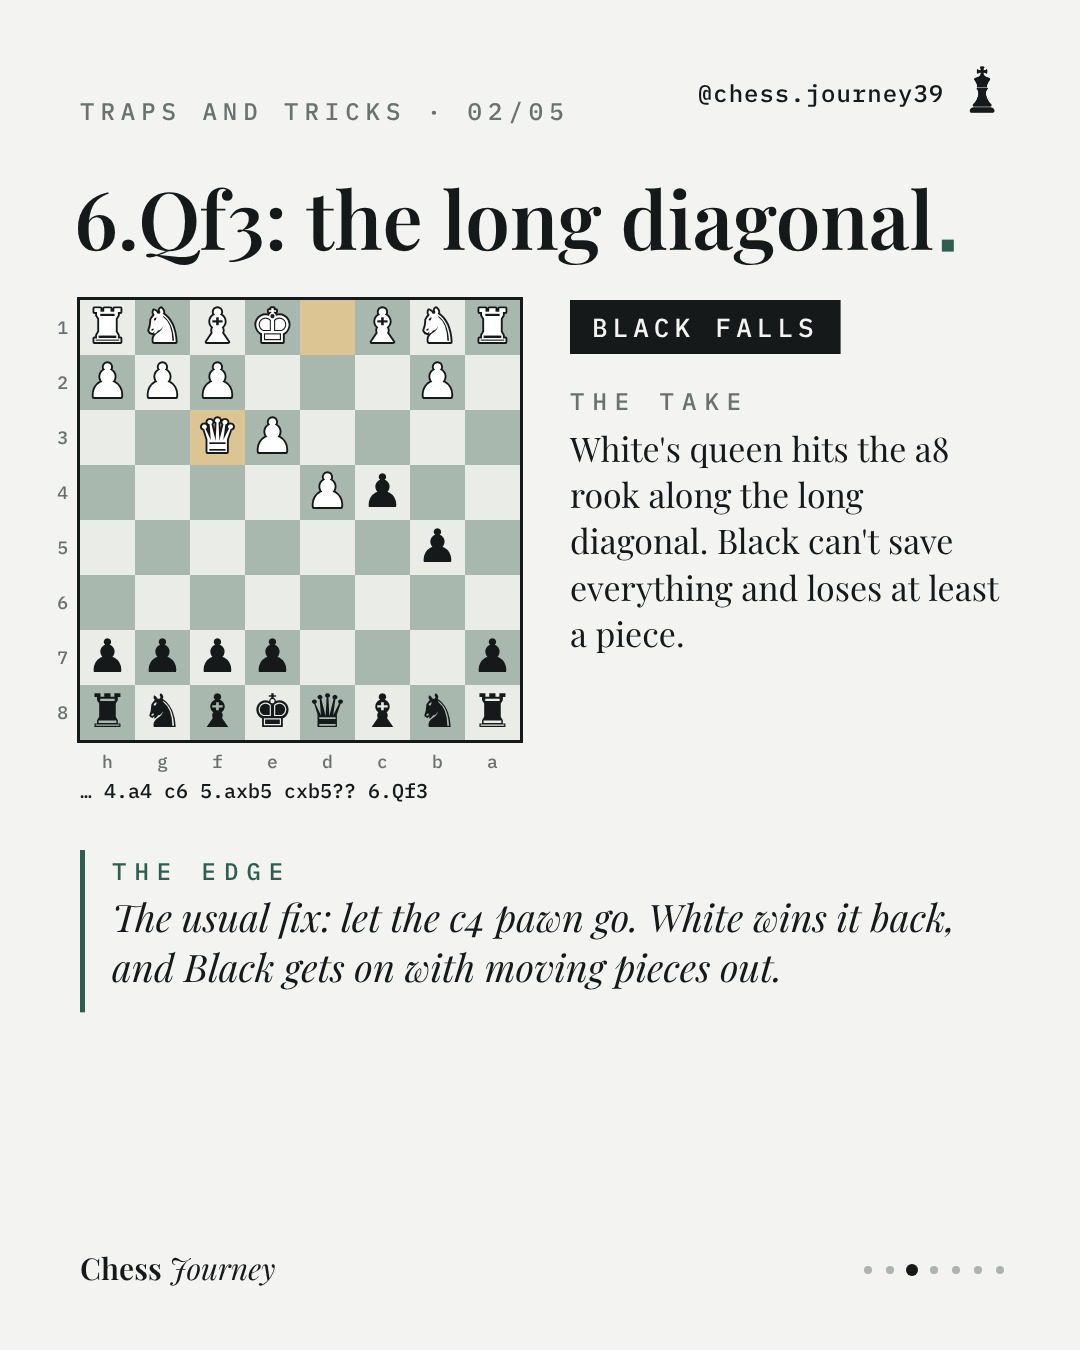 TRAPS AND TRICKS · 02/05
@chess.journey39
6.Qf3: the long diagonal.
1
2
3
4
5
6
7
8
h g f e d c b a
… 4.a4 c6 5.axb5 cxb5?? 6.Qf3
BLACK FALLS
THE TAKE
White's queen hits the a8
rook along the long
diagonal. Black can't save
everything and loses at least
a piece.
THE EDGE
The usual fix: let the c4 pawn go. White wins it back,
and Black gets on with moving pieces out.
Chess Journey